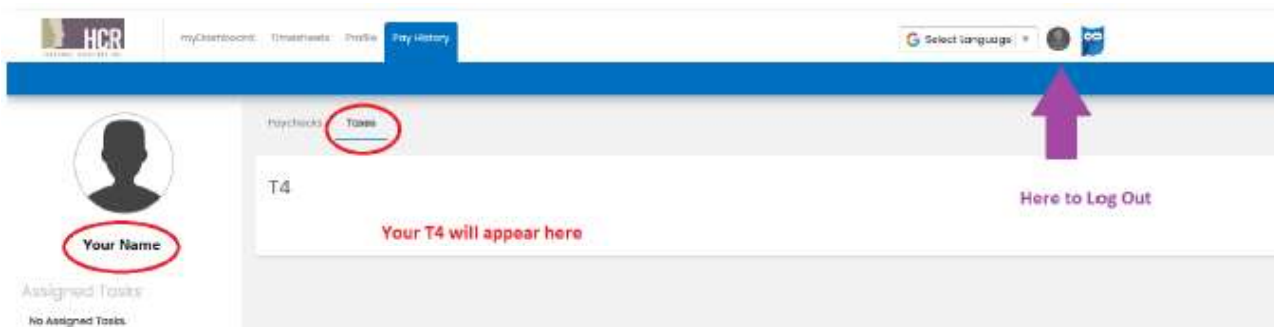 HCR
myDashboard Timesheets Profile Pay History
Select Language
Paychecks Taxes
T4
Here to Log Out
Your T4 will appear here
Your Name
Assigned Tasks
No Assigned Tasks.